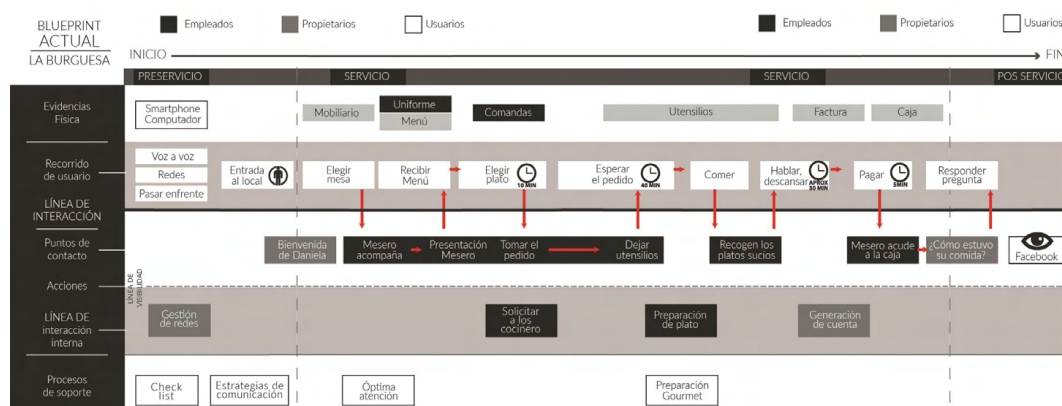 BLUEPRINT
ACTUAL
LA BURGUESA
Empleados
Propietarios
Usuarios
Empleados
Propietarios
Usuarios
INICIO
FIN
PRESERVICIO
SERVICIO
SERVICIO
POS SERVICIO
Evidencias
Física
Smartphone
Computador
Mobiliario
Uniforme
Menú
Comandas
Utensilios
Factura
Caja
Recorrido
de usuario
Voz a voz
Redes
Pasar enfrente
Entrada
al local
Elegir
mesa
Recibir
Menú
Elegir
plato
10 MIN
Esperar
el pedido
40 MIN
Comer
Hablar,
descansar
APROX
30 MIN
Pagar
5MIN
Responder
pregunta
LÍNEA DE
INTERACCIÓN
Puntos de
contacto
Bienvenida
de Daniela
Mesero
acompaña
Presentación
Mesero
Tomar el
pedido
Dejar
utensilios
Recogen los
platos sucios
Mesero acude
a la caja
¿Cómo estuvo
su comida?
Facebook
Acciones
LÍNEA DE
VISIBILIDAD
LÍNEA DE
interacción
interna
Gestión
de redes
Solicitar
a los
cocinero
Preparación
de plato
Generación
de cuenta
Procesos
de soporte
Check
list
Estrategias de
comunicación
Óptima
atención
Preparación
Gourmet